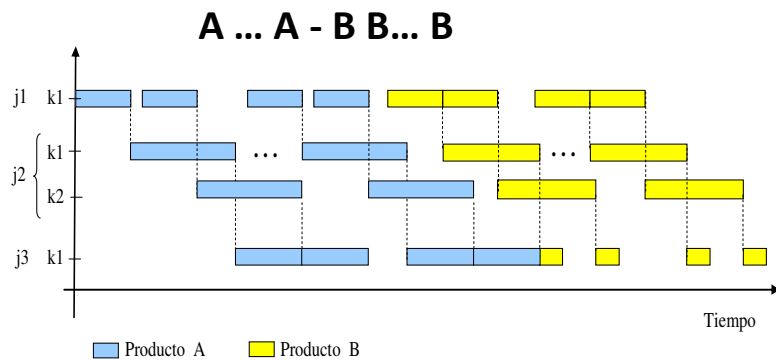 A ... A - B B... B
j1 k1
k1
...
...
j2
k2
j3 k1
Tiempo
Producto A Producto B